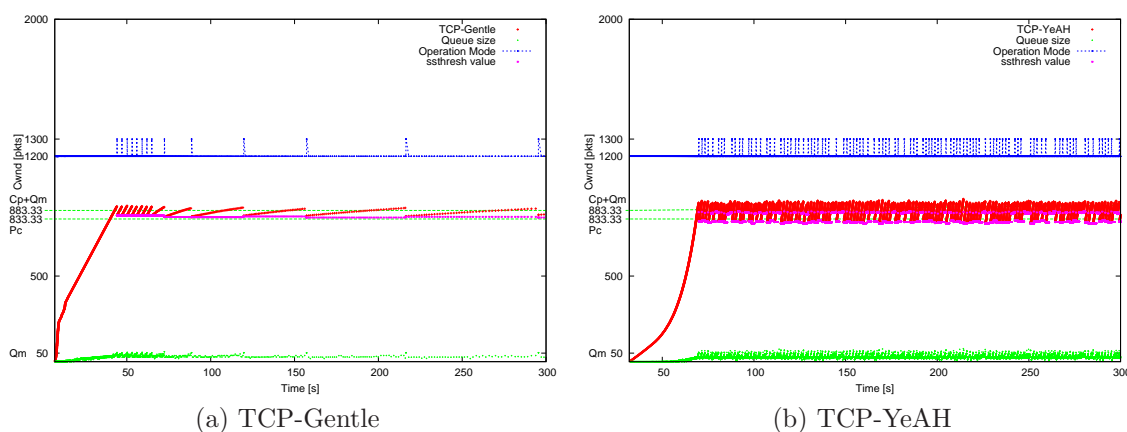 2000
TCP-Gentle
Queue size
Operation Mode
ssthresh value
1300
1200
Cwnd [pkts]
Cp+Qm
883.33
833.33
Pc
500
Qm 50
50 100 150 200 250 300
Time [s]
(a) TCP-Gentle
2000
TCP-YeAH
Queue size
Operation Mode
ssthresh value
1300
1200
Cwnd [pkts]
Cp+Qm
883.33
833.33
Pc
500
Qm 50
50 100 150 200 250 300
Time [s]
(b) TCP-YeAH